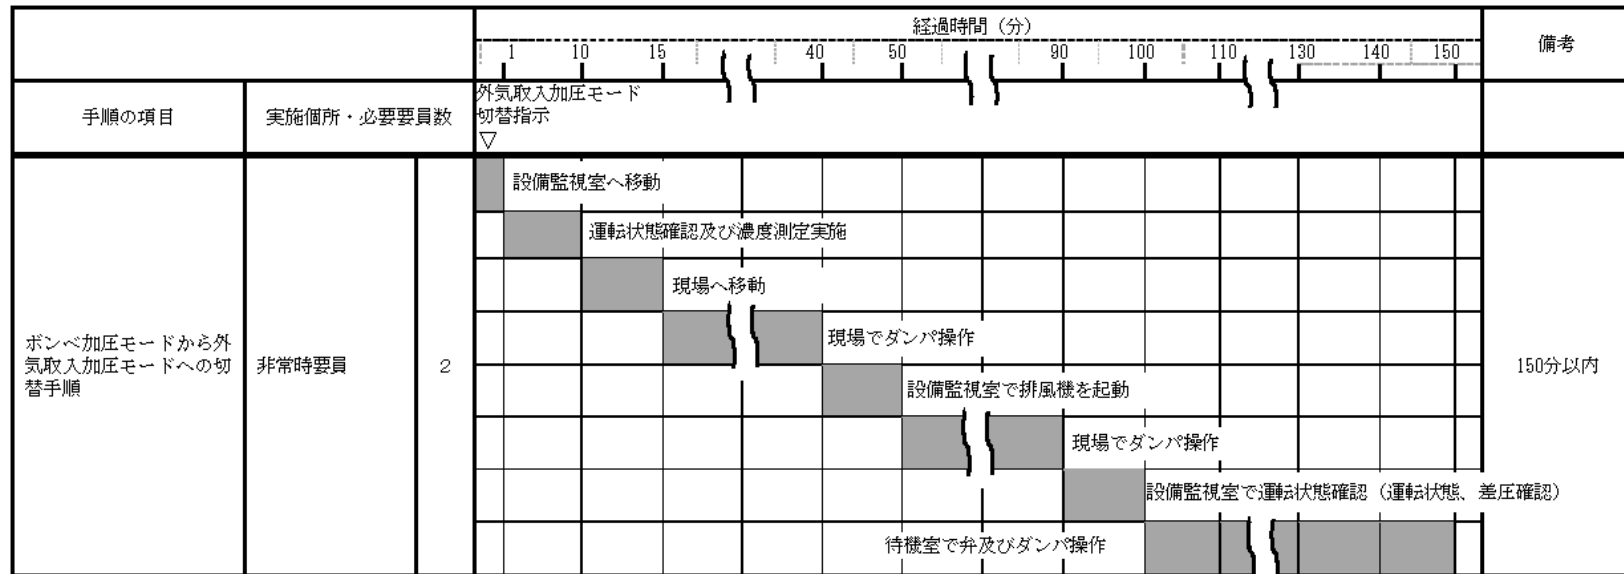 経過時間（分）
備考
1 10 15 40 50 90 100 110 130 140 150
手順の項目
実施個所・必要要員数
外気取入加圧モード
切替指示
▽
設備監視室へ移動
運転状態確認及び濃度測定実施
現場へ移動
現場でダンパ操作
ボンベ加圧モードから外
気取入加圧モードへの切
替手順
非常時要員
2
150分以内
設備監視室で排風機を起動
現場でダンパ操作
設備監視室で運転状態確認（運転状態、差圧確認）
待機室で弁及びダンパ操作